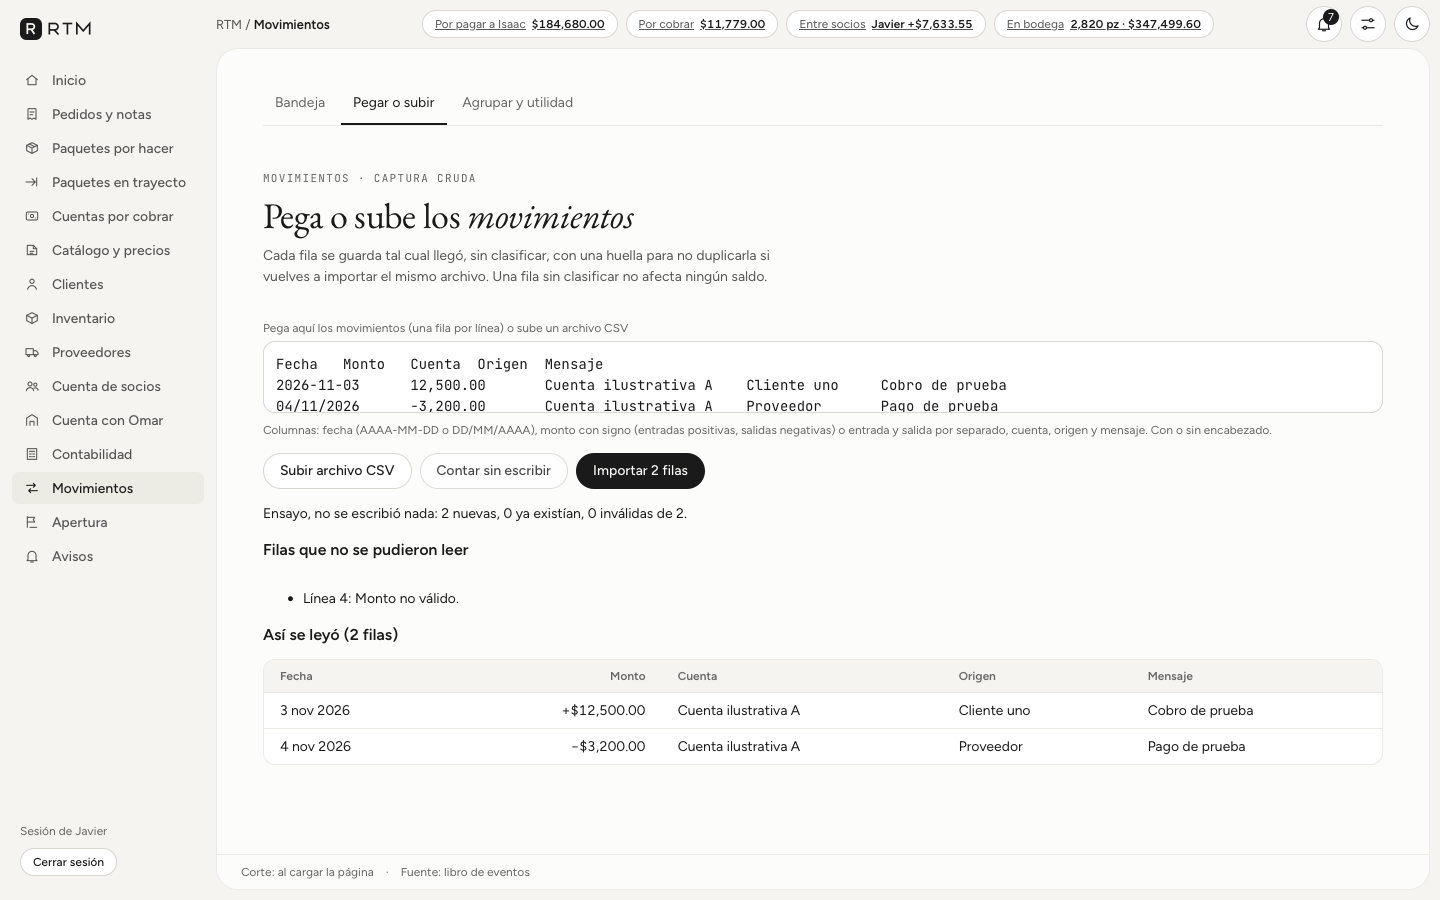 R RTM
RTM / Movimientos
Por pagar a Isaac $184,680.00
Por cobrar $11,779.00
Entre socios Javier +$7,633.55
En bodega 2,820 pz · $347,499.60
7
Inicio
Pedidos y notas
Paquetes por hacer
Paquetes en trayecto
Cuentas por cobrar
Catálogo y precios
Clientes
Inventario
Proveedores
Cuenta de socios
Cuenta con Omar
Contabilidad
Movimientos
Apertura
Avisos
Sesión de Javier
Cerrar sesión
Bandeja
Pegar o subir
Agrupar y utilidad
MOVIMIENTOS · CAPTURA CRUDA
Pega o sube los movimientos
Cada fila se guarda tal cual llegó, sin clasificar, con una huella para no duplicarla si
vuelves a importar el mismo archivo. Una fila sin clasificar no afecta ningún saldo.
Pega aquí los movimientos (una fila por línea) o sube un archivo CSV
Fecha Monto Cuenta Origen Mensaje
2026-11-03 12,500.00 Cuenta ilustrativa A Cliente uno Cobro de prueba
04/11/2026 -3,200.00 Cuenta ilustrativa A Proveedor Pago de prueba
Columnas: fecha (AAAA-MM-DD o DD/MM/AAAA), monto con signo (entradas positivas, salidas negativas) o entrada y salida por separado, cuenta, origen y mensaje. Con o sin encabezado.
Subir archivo CSV
Contar sin escribir
Importar 2 filas
Ensayo, no se escribió nada: 2 nuevas, 0 ya existían, 0 inválidas de 2.
Filas que no se pudieron leer
• Línea 4: Monto no válido.
Así se leyó (2 filas)
Fecha Monto Cuenta Origen Mensaje
3 nov 2026 +$12,500.00 Cuenta ilustrativa A Cliente uno Cobro de prueba
4 nov 2026 −$3,200.00 Cuenta ilustrativa A Proveedor Pago de prueba
Corte: al cargar la página · Fuente: libro de eventos